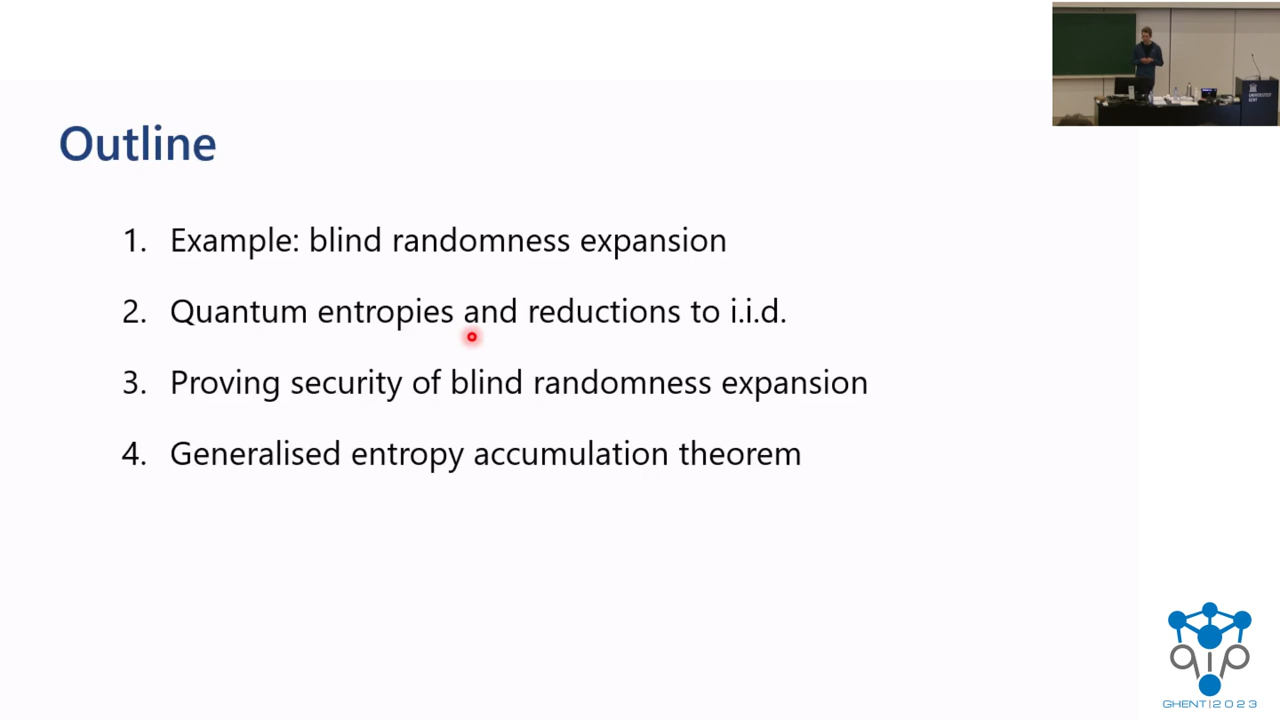 Outline
1. Example: blind randomness expansion
2. Quantum entropies and reductions to i.i.d.
3. Proving security of blind randomness expansion
4. Generalised entropy accumulation theorem
qip
GHENT|2023